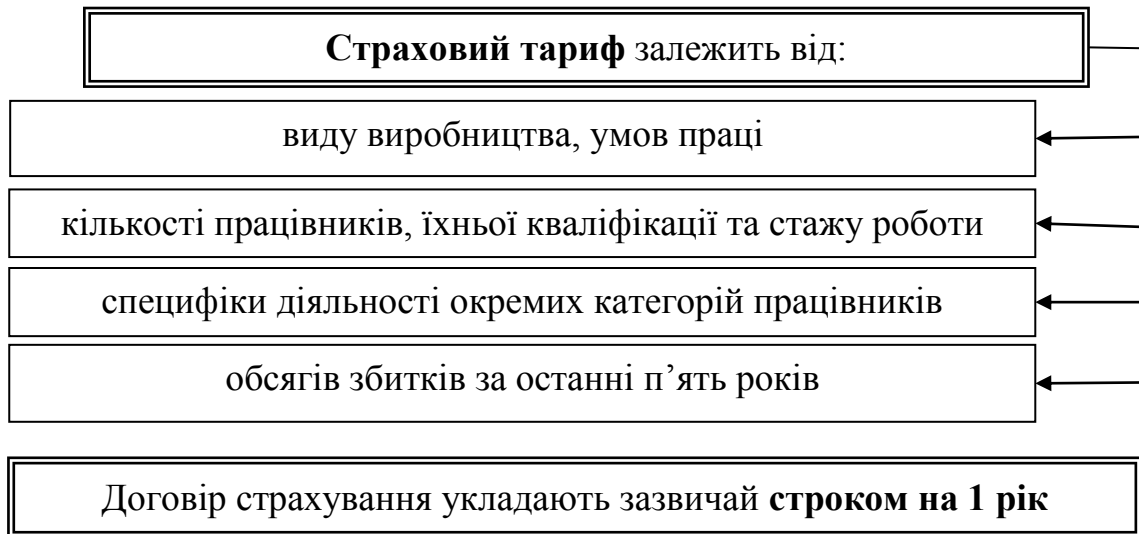 Страховий тариф залежить від:
виду виробництва, умов праці
кількості працівників, їхньої кваліфікації та стажу роботи
специфіки діяльності окремих категорій працівників
обсягів збитків за останні п’ять років
Договір страхування укладають зазвичай строком на 1 рік